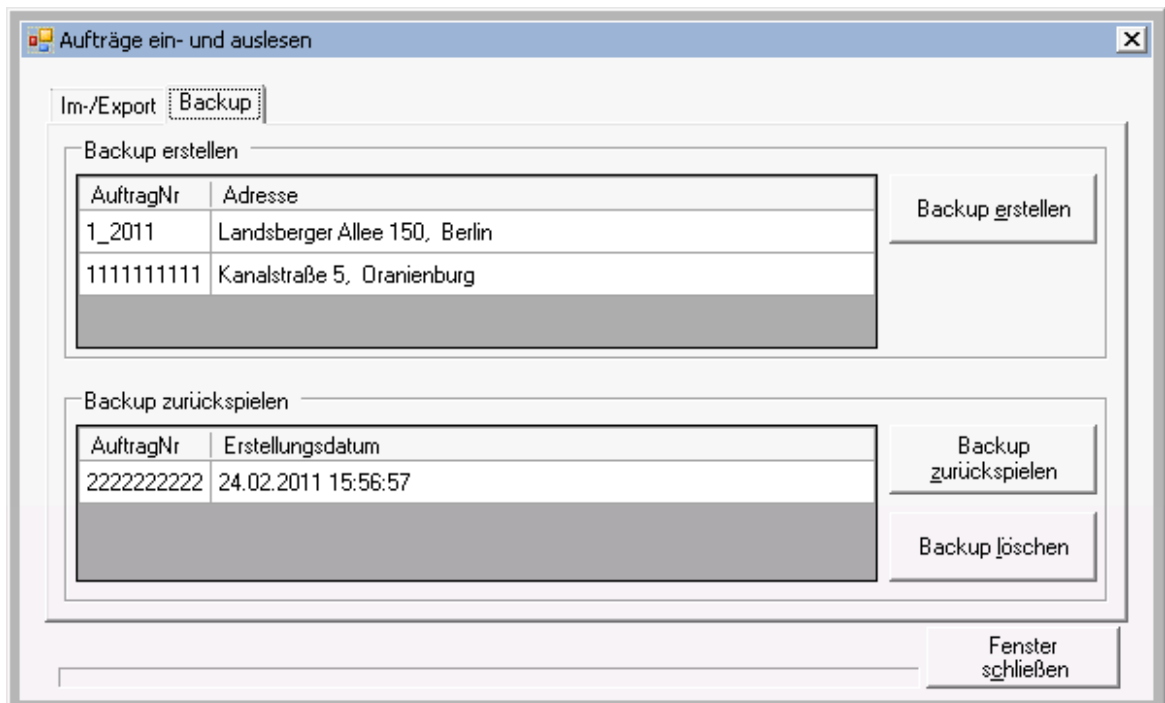 Aufträge ein- und auslesen
Im-/Export Backup
Backup erstellen
AuftragNr Adresse
1_2011 Landsberger Allee 150, Berlin
1111111111 Kanalstraße 5, Oranienburg
Backup erstellen
Backup zurückspielen
AuftragNr Erstellungsdatum
2222222222 24.02.2011 15:56:57
Backup
zurückspielen
Backup löschen
Fenster
schließen